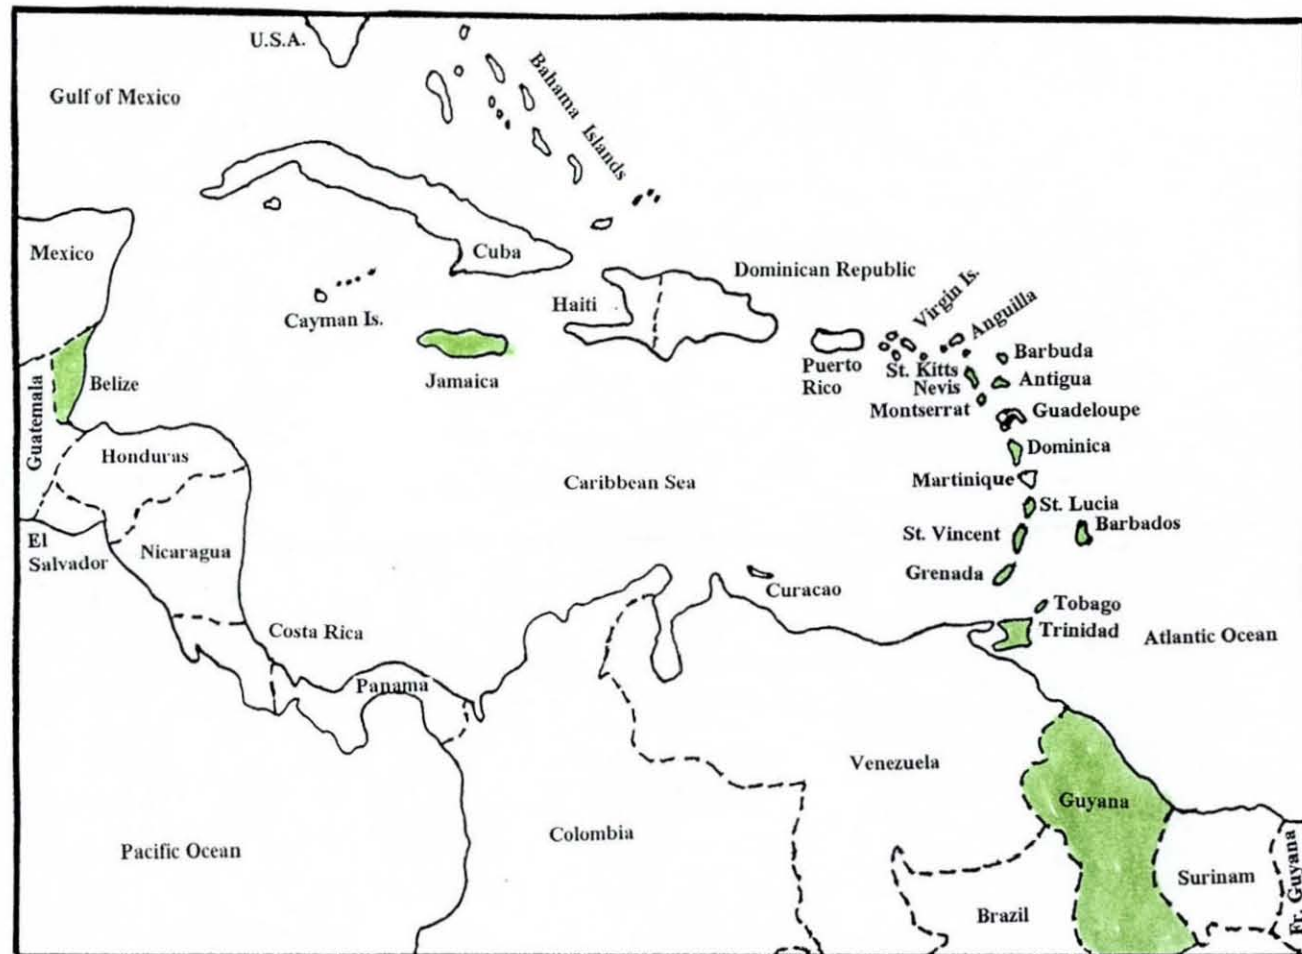 U.S.A.
Gulf of Mexico
Bahama Islands
Mexico
Cuba
Dominican Republic
Haiti
Virgin Is.
Anguilla
Cayman Is.
Jamaica
Puerto
Rico
St. Kitts
Nevis
Barbuda
Antigua
Montserrat
Guadeloupe
Belize
Guatemala
Honduras
Dominica
Caribbean Sea
Martinique
St. Lucia
St. Vincent
Barbados
El
Salvador
Nicaragua
Grenada
Curacao
Tobago
Trinidad
Atlantic Ocean
Costa Rica
Panama
Venezuela
Guyana
Colombia
Pacific Ocean
Surinam
Fr. Guyana
Brazil